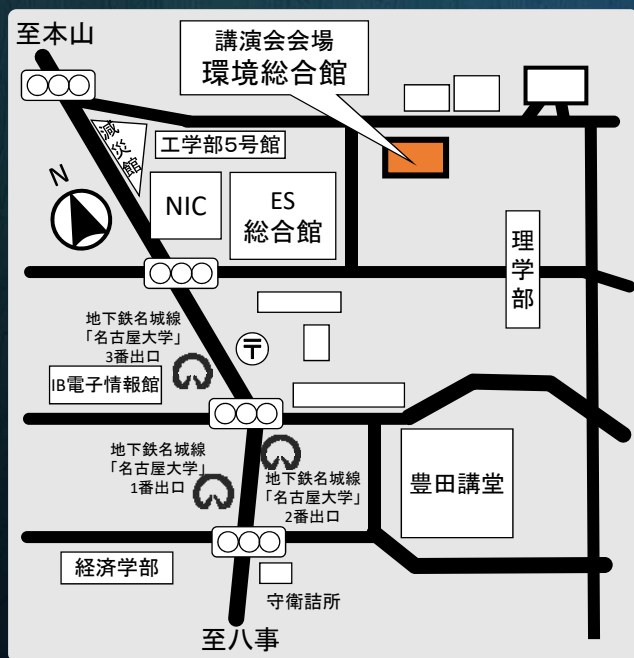 至本山
講演会会場
環境総合館
減災館
工学部5号館
N
NIC
ES
総合館
理学部
地下鉄名城線
「名古屋大学」
3番出口
〒
IB電子情報館
地下鉄名城線
「名古屋大学」
1番出口
地下鉄名城線
「名古屋大学」
2番出口
豊田講堂
経済学部
守衛詰所
至八事